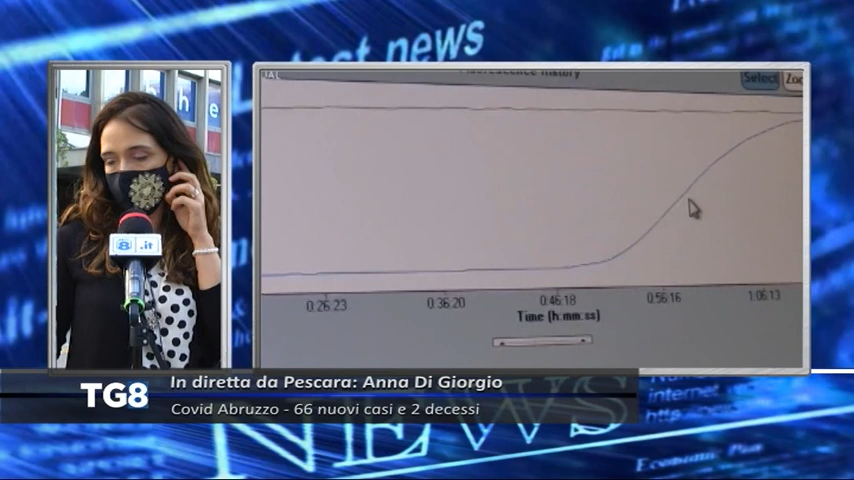 Latest news
Fluorescence history
Select
h e
8 .it
0:26:23 0:36:20 0:46:18 0:56:16 1:06:13
Time (h:mm:ss)
TG8
In diretta da Pescara: Anna Di Giorgio
Covid Abruzzo - 66 nuovi casi e 2 decessi
NEWS
internet
https